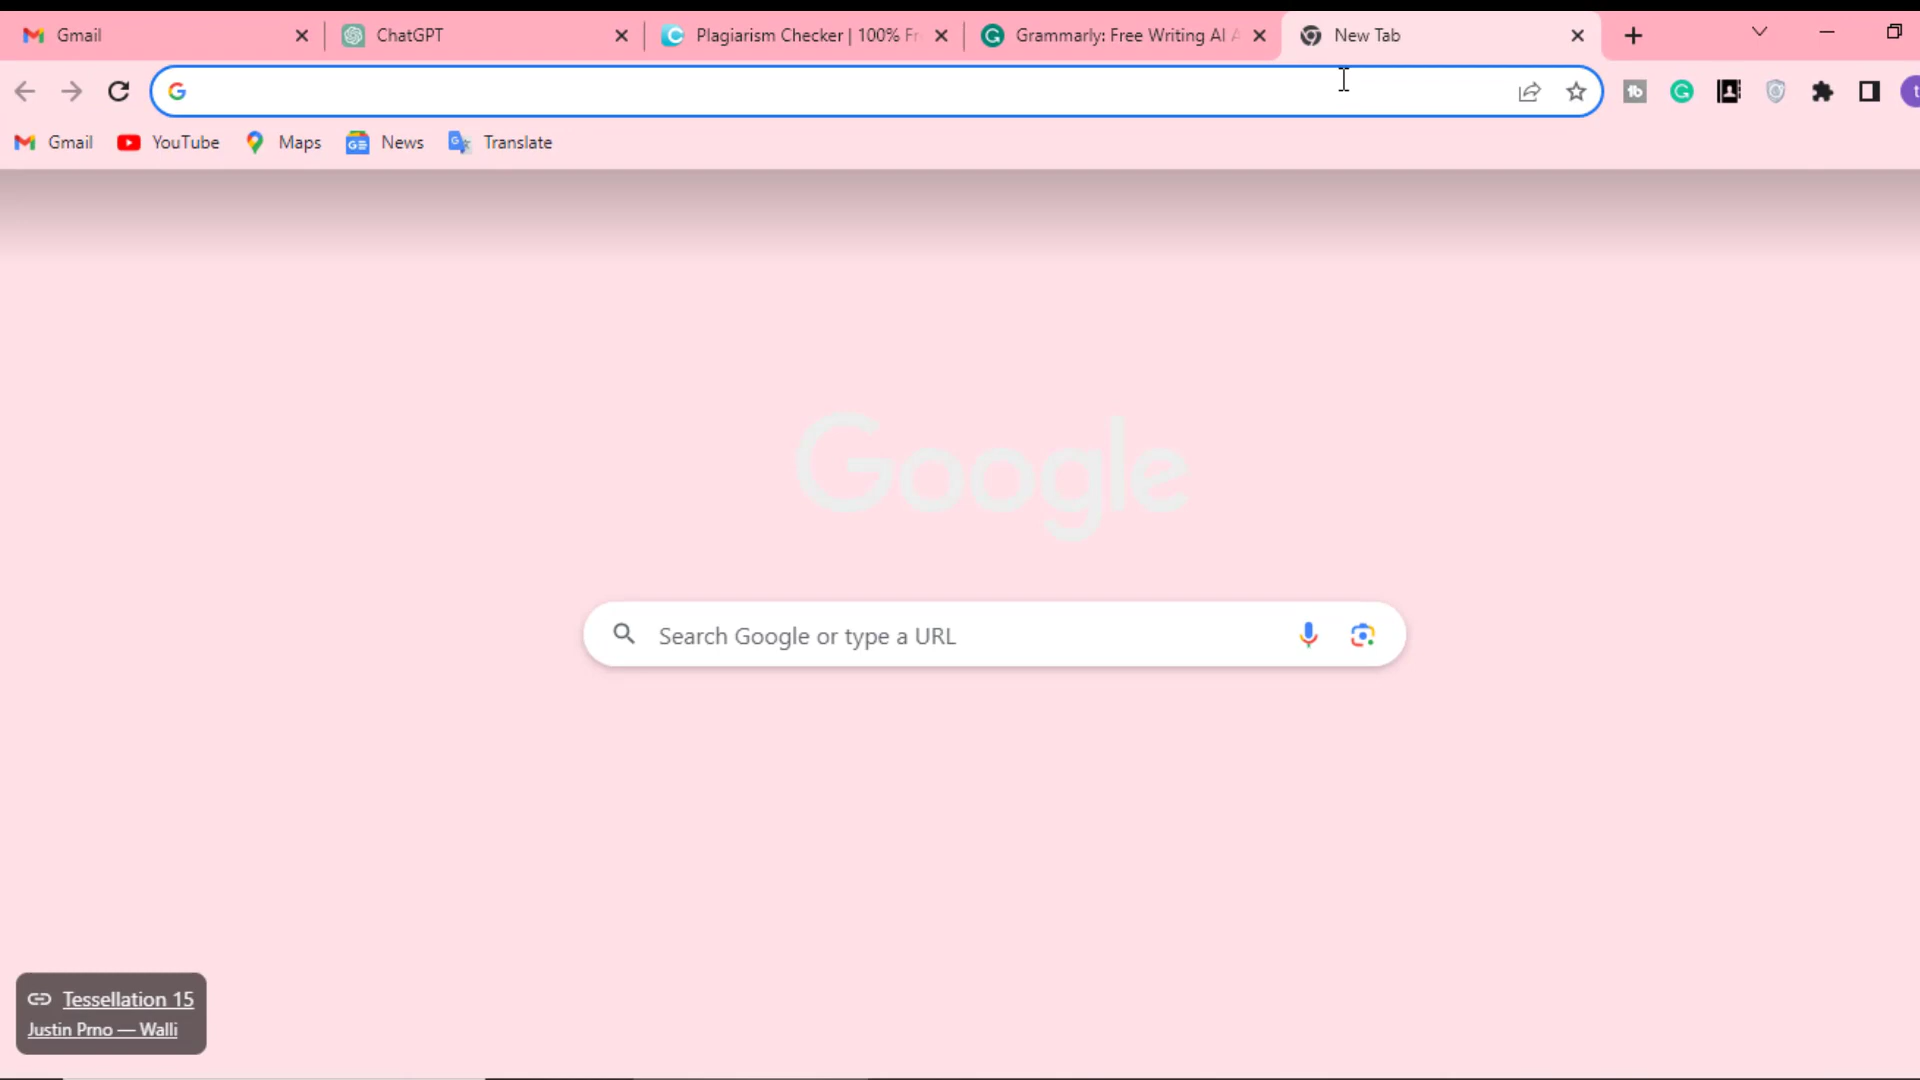 Gmail
ChatGPT
Plagiarism Checker | 100% Fr
Grammarly: Free Writing AI A
New Tab
Gmail
YouTube
Maps
News
Translate
Google
Search Google or type a URL
Tessellation 15
Justin Prno — Walli